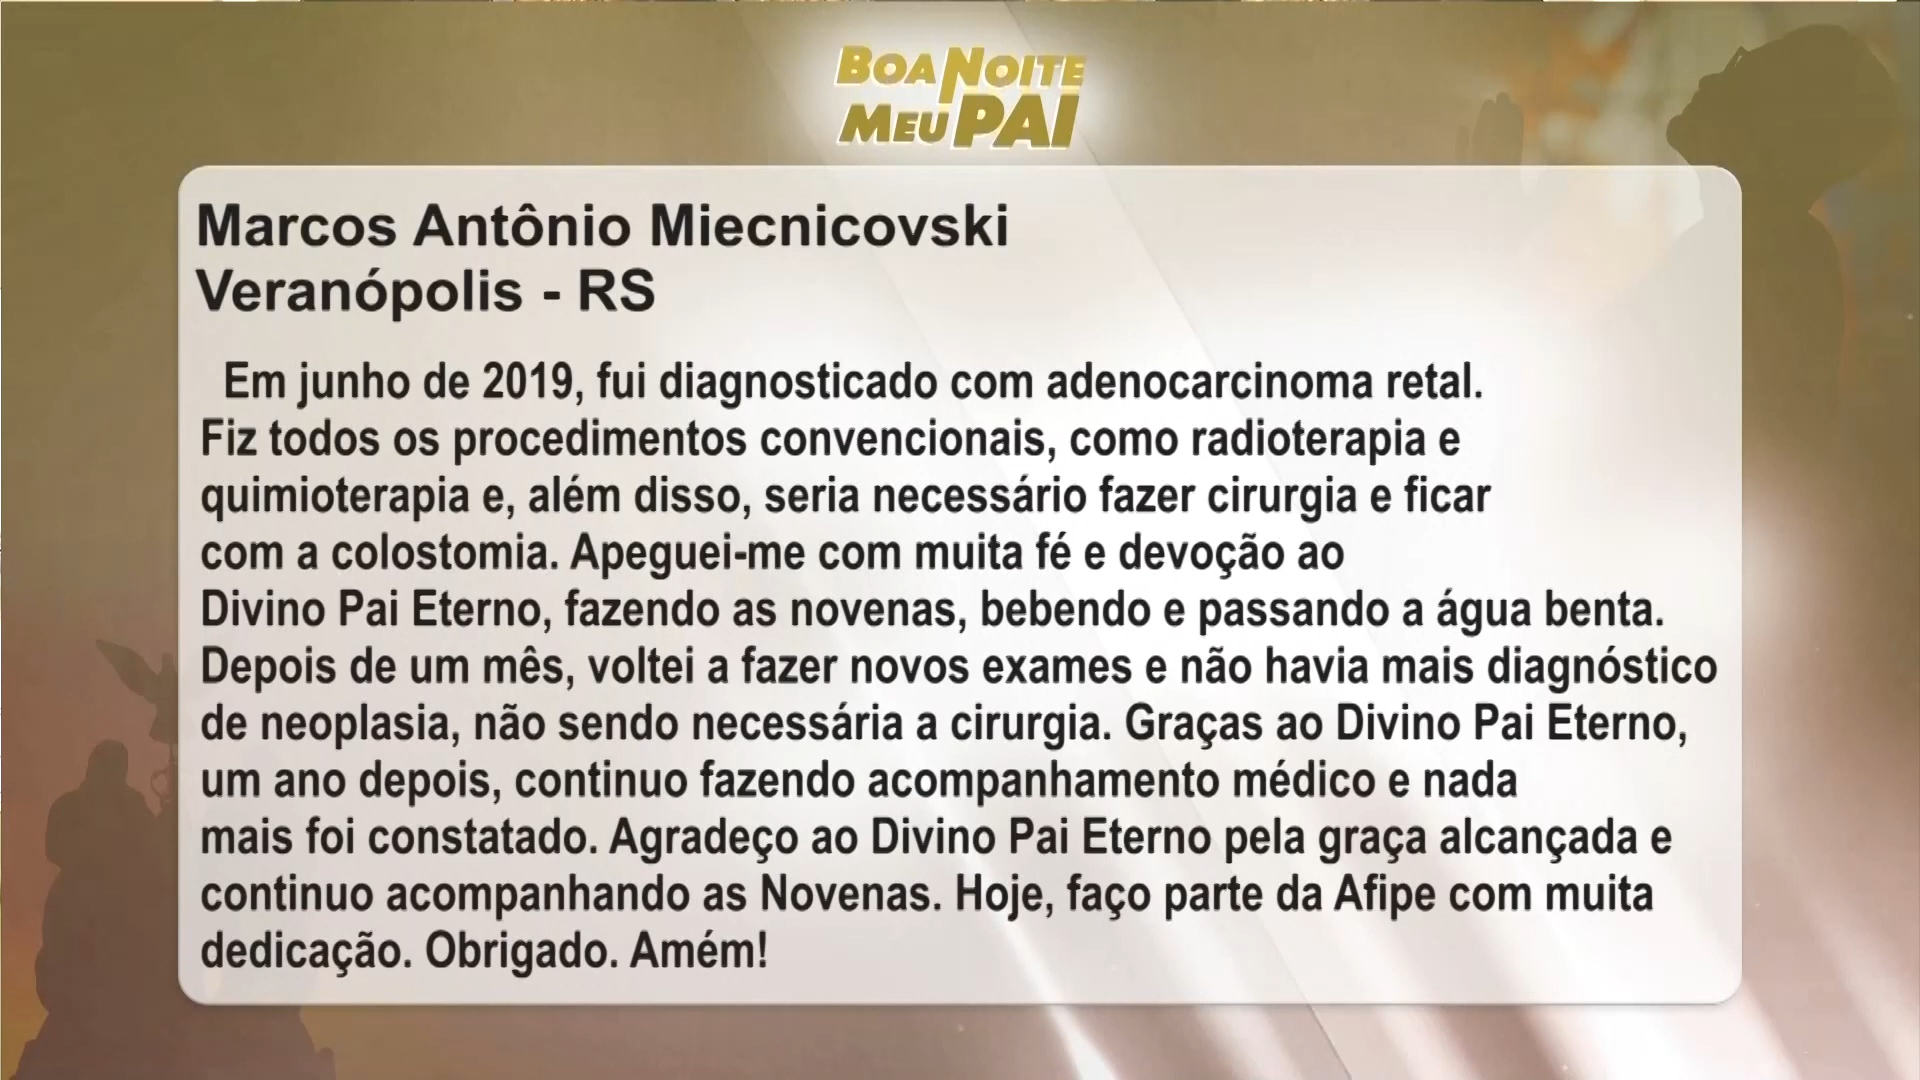 BOA NOITE
MEU PAI
Marcos Antônio Miecnicovski
Veranópolis - RS
Em junho de 2019, fui diagnosticado com adenocarcinoma retal.
Fiz todos os procedimentos convencionais, como radioterapia e
quimioterapia e, além disso, seria necessário fazer cirurgia e ficar
com a colostomia. Apeguei-me com muita fé e devoção ao
Divino Pai Eterno, fazendo as novenas, bebendo e passando a água benta.
Depois de um mês, voltei a fazer novos exames e não havia mais diagnóstico
de neoplasia, não sendo necessária a cirurgia. Graças ao Divino Pai Eterno,
um ano depois, continuo fazendo acompanhamento médico e nada
mais foi constatado. Agradeço ao Divino Pai Eterno pela graça alcançada e
continuo acompanhando as Novenas. Hoje, faço parte da Afipe com muita
dedicação. Obrigado. Amém!